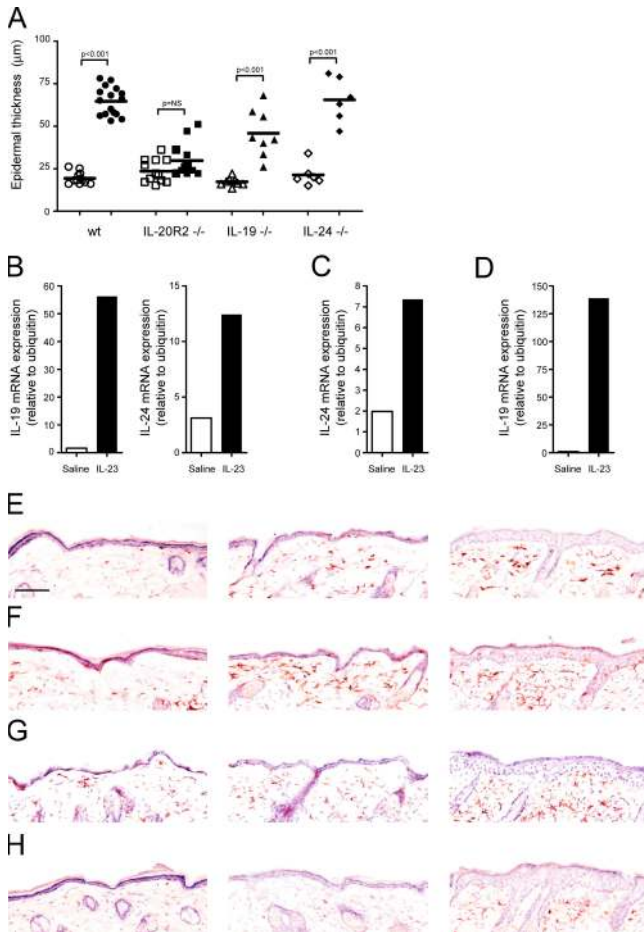 A
Epidermal thickness (μm)
100
75
50
25
0
p<0.001
p=NS
p<0.001
p<0.001
wt
IL-20R2 -/-
IL-19 -/-
IL-24 -/-
B
IL-19 mRNA expression
(relative to ubiquitin)
60
50
40
30
20
10
0
Saline
IL-23
IL-24 mRNA expression
(relative to ubiquitin)
15
10
5
0
Saline
IL-23
C
IL-24 mRNA expression
(relative to ubiquitin)
8
7
6
5
4
3
2
1
0
Saline
IL-23
D
IL-19 mRNA expression
(relative to ubiquitin)
150
125
100
75
50
25
0
Saline
IL-23
E
F
G
H